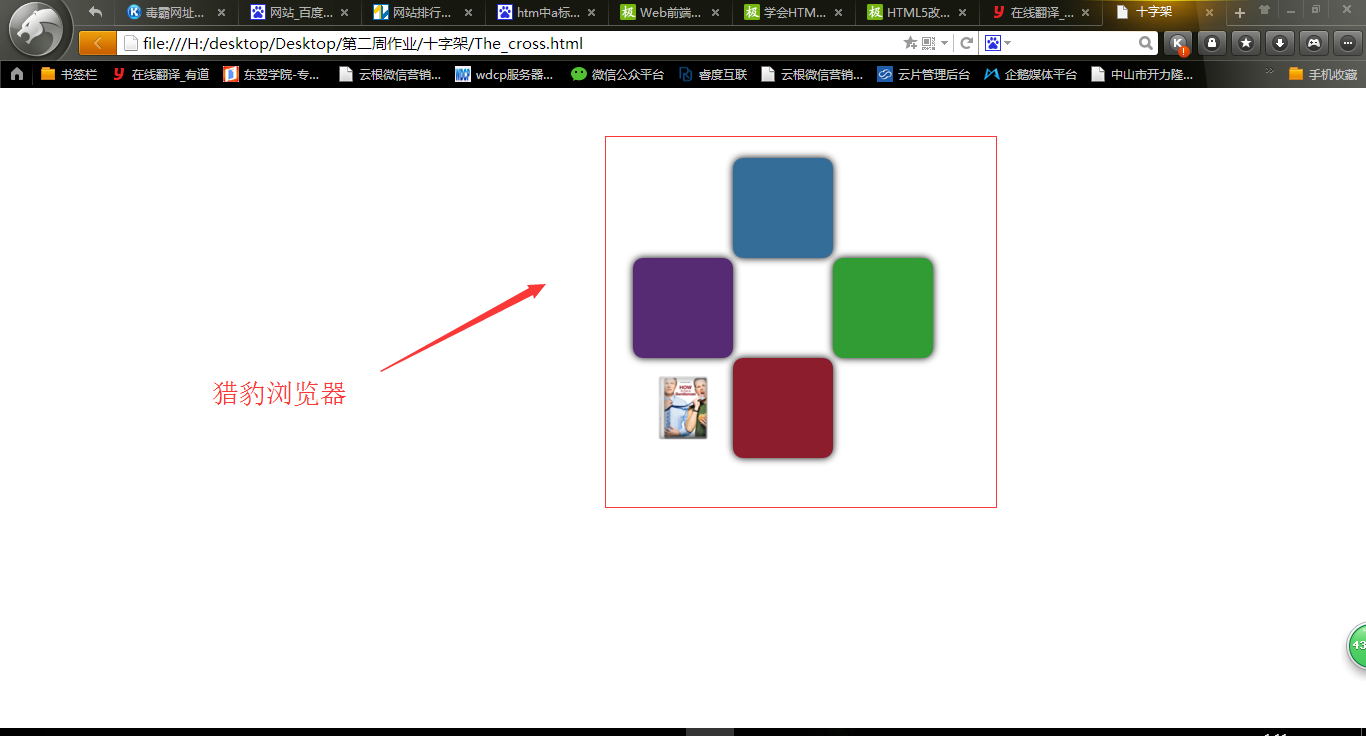 毒霸网址...
网站_百度...
网站排行...
htm中a标...
Web前端...
学会HTM...
HTML5改...
在线翻译_...
十字架
file:///H:/desktop/Desktop/第二周作业/十字架/The_cross.html
书签栏
在线翻译_有道
东翌学院-专...
云根微信营销...
wdcp服务器...
微信公众平台
睿度互联
云根微信营销...
云片管理后台
企鹅媒体平台
中山市开力隆...
手机收藏
猎豹浏览器
HOW
43